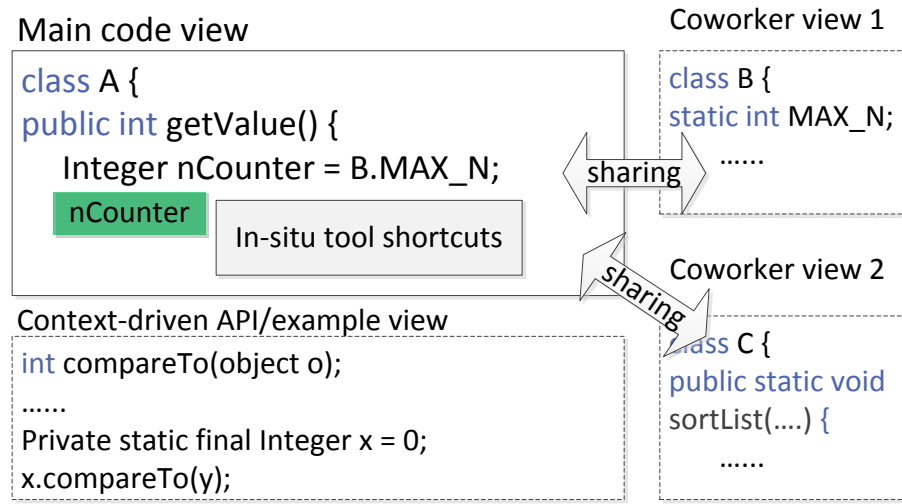 Main code view
class A {
public int getValue() {
Integer nCounter = B.MAX_N;
nCounter
In-situ tool shortcuts
Context-driven API/example view
int compareTo(object o);
......
Private static final Integer x = 0;
x.compareTo(y);
sharing
sharing
Coworker view 1
class B {
static int MAX_N;
......
Coworker view 2
class C {
public static void
sortList(....) {
......